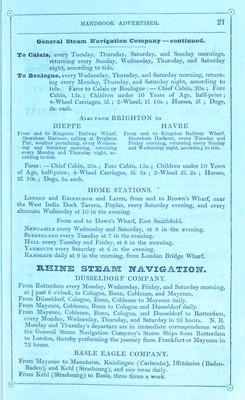 HANDBOOK ADVERTISER. 21
General Steam Navigation Company—continued.
To Calais, every Tuesday, Thursday, Saturday, and Sunday mornings,
returning every Sunday, Wednesday, Thursday, and Saturday
night, according to tide.
To Boulogne, every Wednesday, Thursday, and Saturday morning, return-
ing every Monday, Thursday, and Saturday night, according to
tide. Fares to Calais or Boulogne:—Chief Cabin, 20s.; Fore
Cabin, 15s.; Children under 10 Years of Age, half-price;
4-Wheel Carriages, 3l.; 2-Wheel, 1l. 10s.; Horses, 2l.; Dogs,
5s. each.
ALSO FROM BRIGHTON TO
DIEPPE
From and to Kingston Railway Wharf,
Shoreham Harbour, calling at Brighton
Pier, weather permitting, every Wednes-
day and Saturday morning, returning
every Monday and Thursday night, ac-
cording to tide.
HAVRE
From and to Kingston Railway Wharf,
Shoreham Harbour, every Tuesday and
Friday morning, returning every Sunday
and Wednesday night, according to tide.
Fares:—Chief Cabin, 20s.; Fore Cabin, 15s.; Children under 10 Years
of Age, half-price; 4-Wheel Carriages, 3l. 3s.; 2-Wheel 2l. 2s.; Horses,
2l. 10s.; Dogs, 5s. each.
HOME STATIONS.
LONDON and EDINBURGH and LEITH, from and to Brown's Wharf, near
the West India Dock Tavern, Poplar, every Saturday evening, and every
alternate Wednesday at 10 in the evening.
From and to Down's Wharf, East Smithfield.
NEWCASTLE every Wednesday and Saturday, at 8 in the evening.
SUNDERLAND every Tuesday at 7 in the evening.
HULL every Tuesday and Friday, at 8 in the morning.
YARMOUTH every Saturday at 6 in the evening.
RAMSGATE daily at 9 in the morning, from London Bridge Wharf.
RHINE STEAM NAVIGATION.
DUSSELDORF COMPANY.
From Rotterdam every Monday, Wednesday, Friday, and Saturday morning,
at ½ past 6 o'clock, to Cologne, Bonn, Coblence, and Mayence.
From Düsseldorf, Cologne, Bonn, Coblence to Mayence daily.
From Mayence, Coblence, Bonn to Cologne and Dusseldorf daily.
From Mayence, Coblence, Bonn, Cologne, and Dusseldorf to Rotterdam,
every Monday, Wednesday, Thursday, and Saturday in 26 hours. N. B.
Monday and Thursday's departure are in immediate correspondence with
the General Steam Navigation Company's Steam Ships from Rotterdam
to London, thereby performing the journey from Frankfort or Mayence in
72 hours.
BASLE EAGLE COMPANY.
From Mayence to Mannheim, Knielingen (Carlsruhe), Iffetsheim (Baden-
Baden), and Kehl (Strasbourg), and vice versa daily.
From Kehl (Strasbourg) to Basle, three times a week.